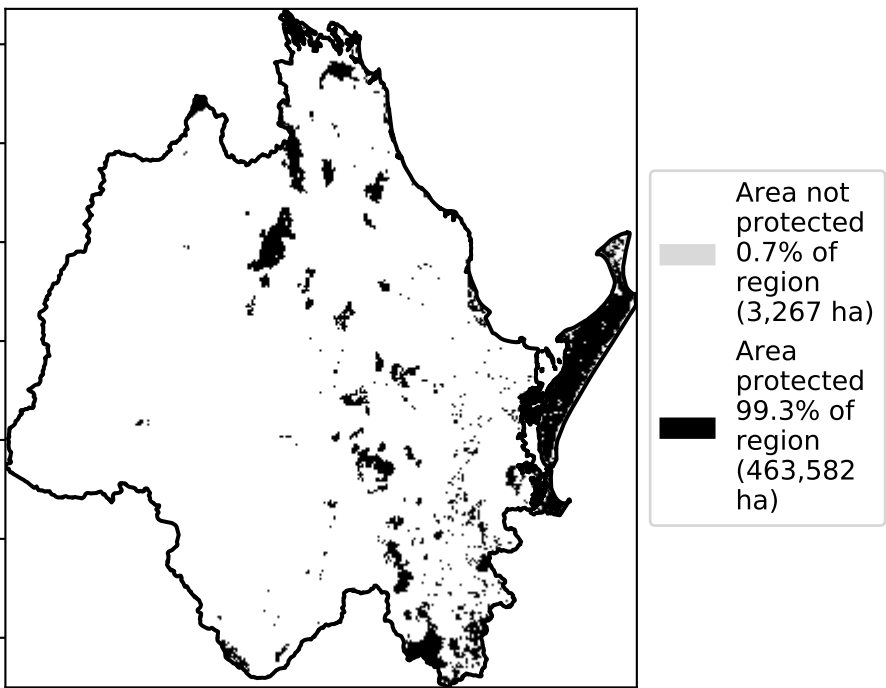 Area not
protected
0.7% of
region
(3,267 ha)
Area
protected
99.3% of
region
(463,582
ha)